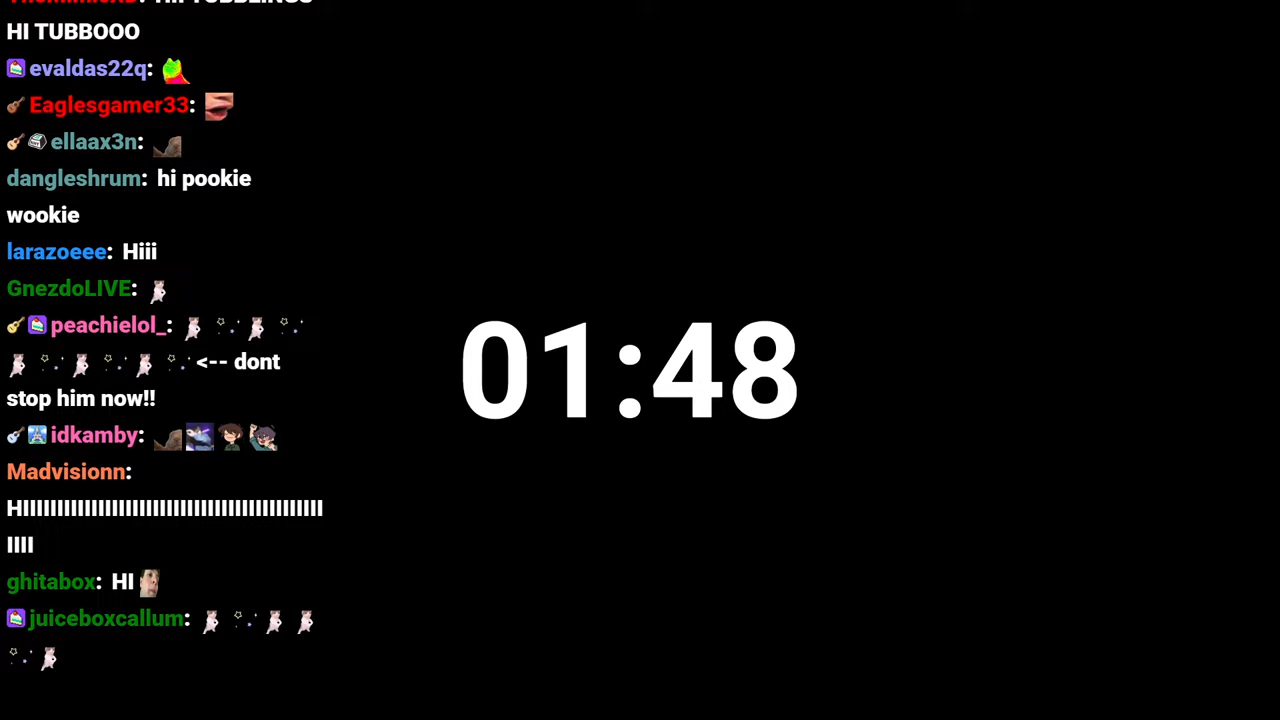 HI TUBBOOO
evaldas22q:
Eaglesgamer33:
ellaax3n:
dangleshrum: hi pookie
wookie
larazoeee: Hiii
GnezdoLIVE:
peachielol_:
<-- dont
stop him now!!
idkamby:
Madvisionn:
HIIIIIIIIIIIIIIIIIIIIIIIIIIIIIIIIIIIIIIIIIIII
IIII
ghitabox: HI
juiceboxcallum:
01:48